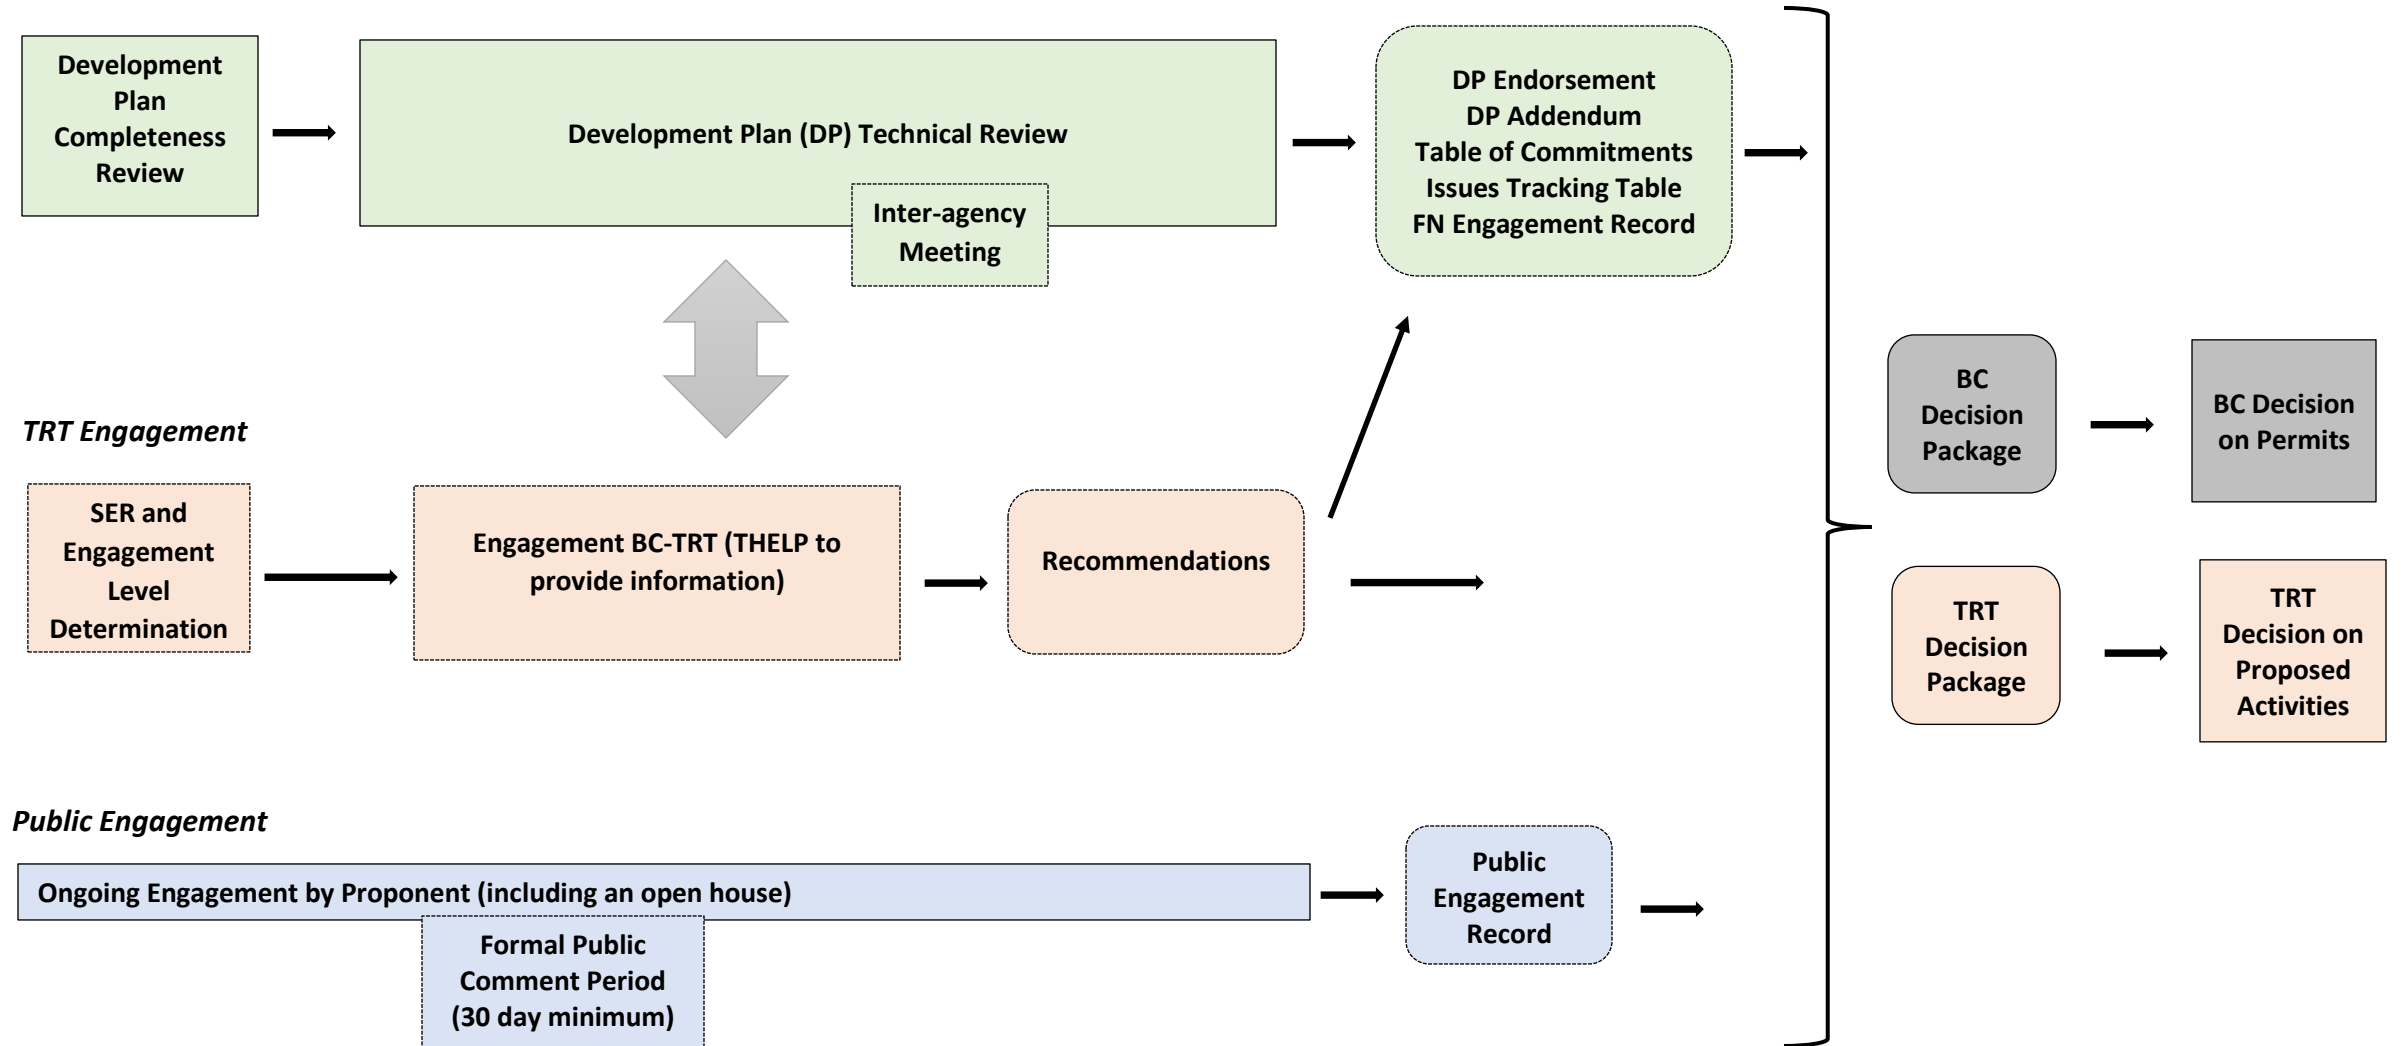 Development
Plan
Completeness
Review
Development Plan (DP) Technical Review
Inter-agency
Meeting
DP Endorsement
DP Addendum
Table of Commitments
Issues Tracking Table
FN Engagement Record
TRT Engagement
SER and
Engagement
Level
Determination
Engagement BC-TRT (THELP to
provide information)
Recommendations
BC
Decision
Package
BC Decision
on Permits
TRT
Decision
Package
TRT
Decision on
Proposed
Activities
Public Engagement
Ongoing Engagement by Proponent (including an open house)
Formal Public
Comment Period
(30 day minimum)
Public
Engagement
Record